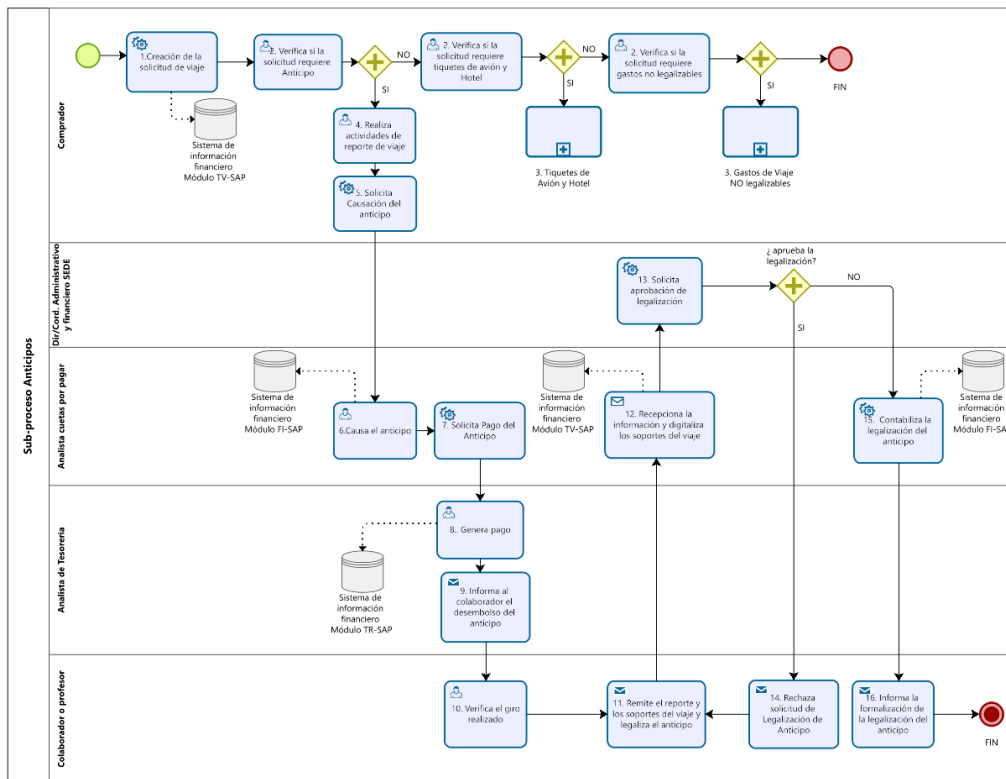 Sub-proceso Anticipos
Comprador
1.Creación de la
solicitud de viaje
Sistema de
información
financiero
Módulo TV-SAP
2. Verifica si la
solicitud requiere
Anticipo
NO
SI
2. Verifica si la
solicitud requiere
tiquetes de avión y
Hotel
NO
SI
2. Verifica si la
solicitud requiere
gastos no legalizables
SI
FIN
4. Realiza
actividades de
reporte de viaje
3. Tiquetes de
Avión y Hotel
3. Gastos de Viaje
NO legalizables
5. Solicita
Causación del
anticipo
Dir/Cord. Administrativo
y financiero SEDE
13. Solicita
aprobación de
legalización
¿ aprueba la
legalización?
NO
SI
Analista cuetas por pagar
Sistema de
información
financiero
Módulo FI-SAP
6.Causa el anticipo
7. Solicita Pago del
Anticipo
Sistema de
información
financiero
Módulo TV-SAP
12. Recepciona la
información y digitaliza
los soportes del viaje
15. Contabiliza la
legalización del
anticipo
Sistema de
información
financiero
Módulo FI-SA
Analista de Tesorería
8.. Genera pago
Sistema de
información
financiero
Módulo TR-SAP
9. Informa al
colaborador el
desembolso del
anticipo
Colaborador o profesor
10. Verifica el giro
realizado
11. Remite el reporte y
los soportes del viaje y
legaliza el anticipo
14. Rechaza
solicitud de
Legalización de
Anticipo
16. Informa la
formalización de
la legalización del
anticipo
FIN